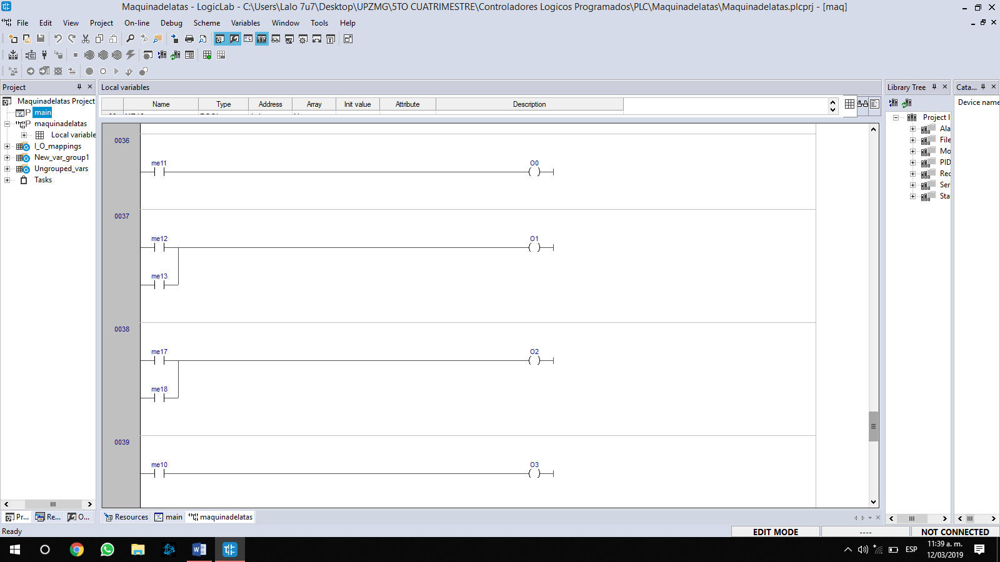 Maquinadelatas - LogicLab - C:\Users\Lalo 7u7\Desktop\UPZMG\5TO CUATRIMESTRE\Controladores Logicos Programados\PLC\Maquinadelatas\Maquinadelatas.plcprj - [maq]
File Edit View Project On-line Debug Scheme Variables Window Tools Help
Project
Maquinadelatas Project
P main
P maquinadelatas
Local variable
I_O_mappings
New_var_group1
Ungrouped_vars
Tasks
Local variables
Name Type Address Array Init value Attribute Description
0036
me11 O0
0037
me12 O1
me13
0038
me17 O2
me18
0039
me10 O3
Library Tree
Project l
Ala
File
Mo
PID
Rec
Ser
Sta
Cata...
Device name
Pr... Re... O...
Resources main maquinadelatas
Ready
EDIT MODE ---- NOT CONNECTED
ESP
11:39 a. m.
12/03/2019